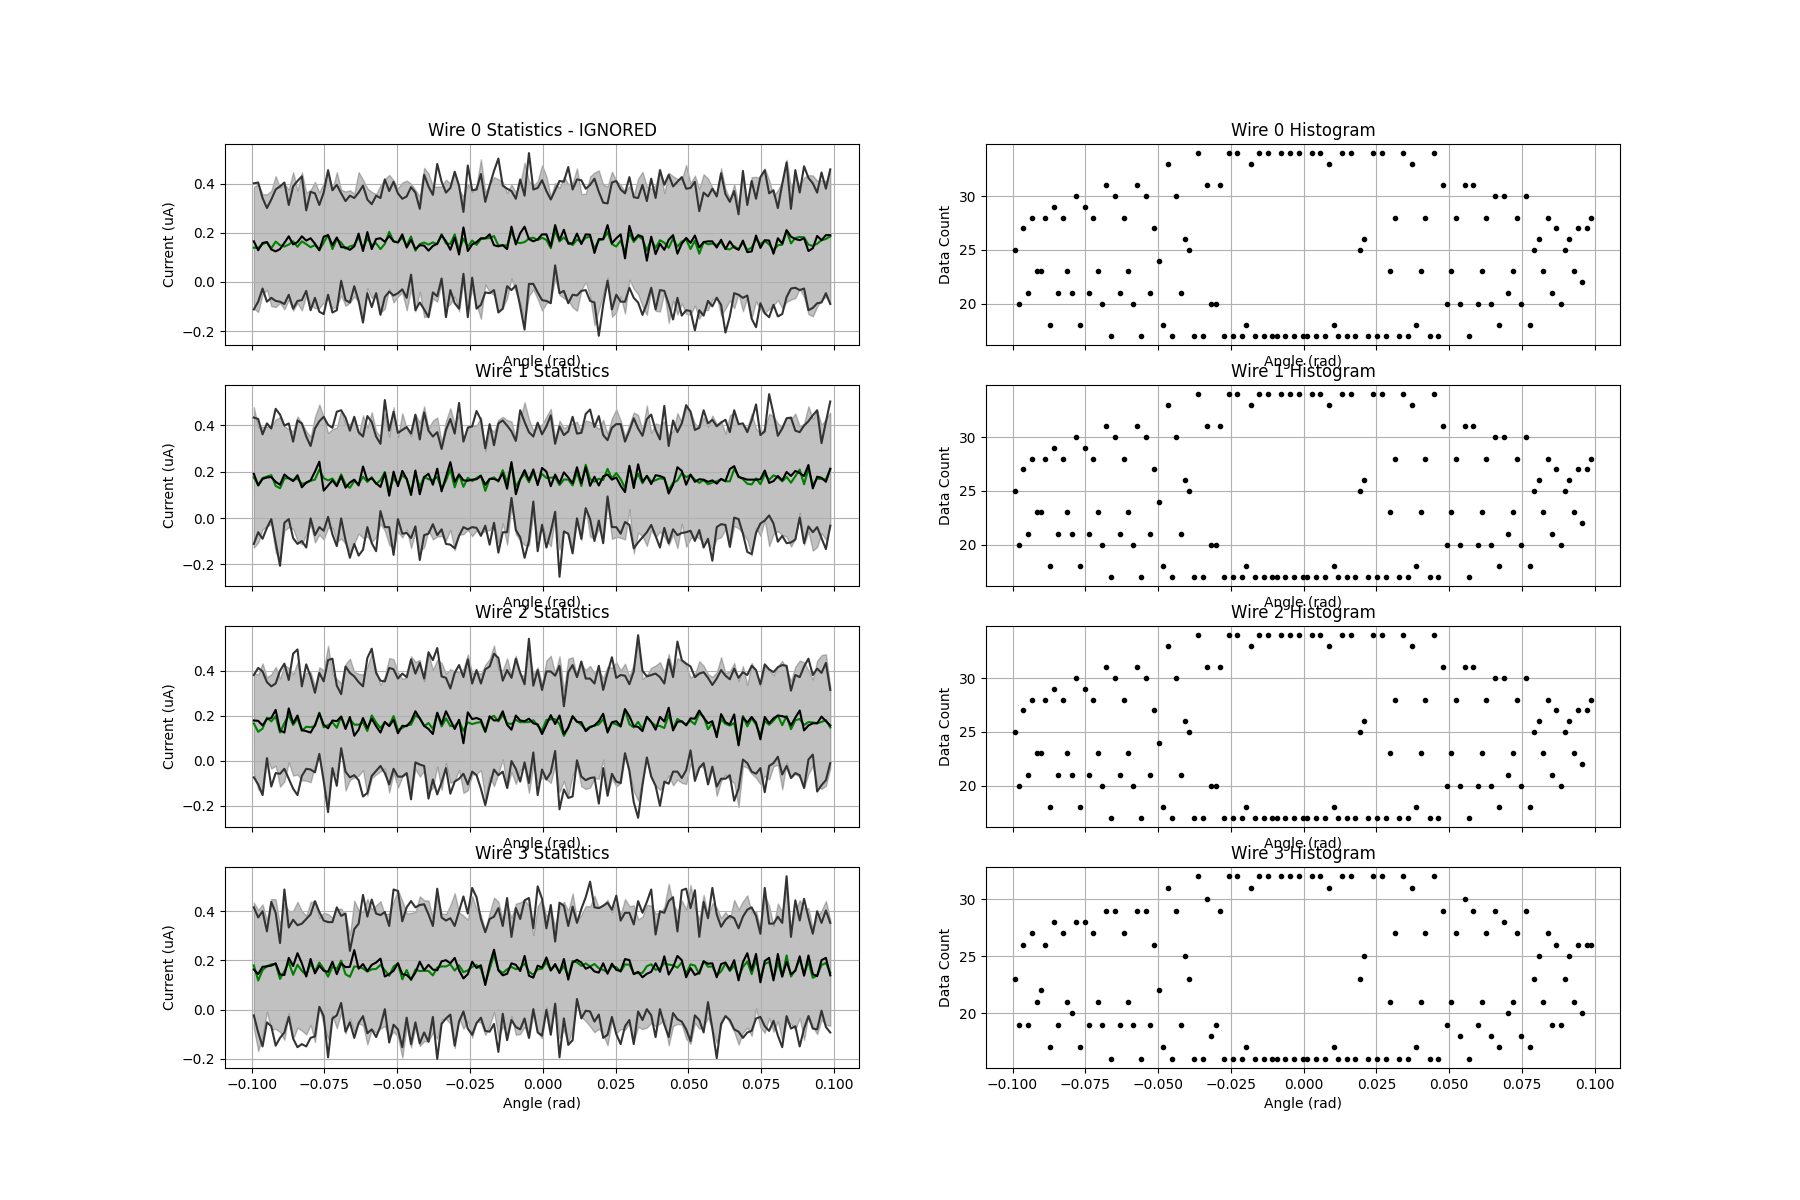 Wire 0 Statistics - IGNORED
Current (uA)
0.4
0.2
0.0
−0.2
Angle (rad)
Wire 0 Histogram
Data Count
30
25
20
Angle (rad)
Wire 1 Statistics
Current (uA)
0.4
0.2
0.0
−0.2
Angle (rad)
Wire 1 Histogram
Data Count
30
25
20
Angle (rad)
Wire 2 Statistics
Current (uA)
0.4
0.2
0.0
−0.2
Angle (rad)
Wire 2 Histogram
Data Count
30
25
20
Angle (rad)
Wire 3 Statistics
Current (uA)
0.4
0.2
0.0
−0.2
−0.100 −0.075 −0.050 −0.025 0.000 0.025 0.050 0.075 0.100
Angle (rad)
Wire 3 Histogram
Data Count
30
20
−0.100 −0.075 −0.050 −0.025 0.000 0.025 0.050 0.075 0.100
Angle (rad)